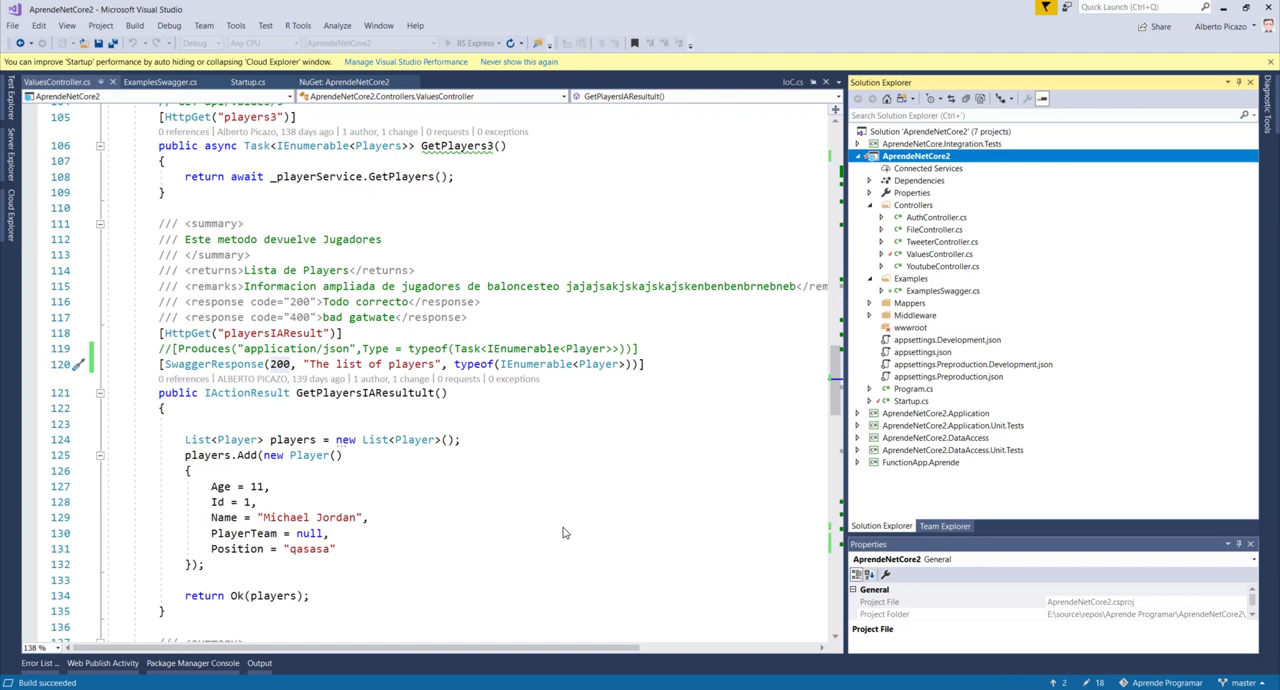 AprendeNetCore2 - Microsoft Visual Studio
Quick Launch (Ctrl+Q)
File Edit View Project Build Debug Team Tools Test R Tools Analyze Window Help
Share Alberto Picazo
Debug Any CPU AprendeNetCore2 IIS Express
You can improve 'Startup' performance by auto hiding or collapsing 'Cloud Explorer' window. Manage Visual Studio Performance Never show this again
Test Explorer
Server Explorer
Cloud Explorer
ValuesController.cs ExamplesSwagger.cs Startup.cs NuGet: AprendeNetCore2 IoC.cs
AprendeNetCore2 AprendeNetCore2.Controllers.ValuesController GetPlayersIAResultult()
105 [HttpGet("players3")]
0 references | Alberto Picazo, 138 days ago | 1 author, 1 change | 0 requests | 0 exceptions
106 public async Task<IEnumerable<Players>> GetPlayers3()
107 {
108 return await _playerService.GetPlayers();
109 }
110
111 /// <summary>
112 /// Este metodo devuelve Jugadores
113 /// </summary>
114 /// <returns>Lista de Players</returns>
115 /// <remarks>Informacion ampliada de jugadores de baloncesteo jajajsakjskajskajskenbenbenbrnebneb</rem
116 /// <response code="200">Todo correcto</response>
117 /// <response code="400">bad gatwate</response>
118 [HttpGet("playersIAResult")]
119 //[Produces("application/json",Type = typeof(Task<IEnumerable<Player>>))]
120 [SwaggerResponse(200, "The list of players", typeof(IEnumerable<Player>))]
0 references | ALBERTO PICAZO, 139 days ago | 1 author, 1 change | 0 requests | 0 exceptions
121 public IActionResult GetPlayersIAResultult()
122 {
123
124 List<Player> players = new List<Player>();
125 players.Add(new Player()
126 {
127 Age = 11,
128 Id = 1,
129 Name = "Michael Jordan",
130 PlayerTeam = null,
131 Position = "qasasa"
132 });
133
134 return Ok(players);
135 }
136
138 %
Solution Explorer
Search Solution Explorer (Ctrl+')
Solution 'AprendeNetCore2' (7 projects)
AprendeNetCore.Integration.Tests
AprendeNetCore2
Connected Services
Dependencies
Properties
Controllers
AuthController.cs
FileController.cs
TweeterController.cs
ValuesController.cs
YoutubeController.cs
Examples
ExamplesSwagger.cs
Mappers
Middleware
wwwroot
appsettings.Development.json
appsettings.json
appsettings.Preproduction.Development.json
appsettings.Preproduction.json
Program.cs
Startup.cs
AprendeNetCore2.Application
AprendeNetCore2.Application.Unit.Tests
AprendeNetCore2.DataAccess
AprendeNetCore2.DataAccess.Unit.Tests
FunctionApp.Aprende
Solution Explorer Team Explorer
Properties
AprendeNetCore2 General
General
Project File AprendeNetCore2.csproj
Project Folder E:\source\repos\Aprende Programar\AprendeNetCore2\
Project File
Diagnostic Tools
Error List ... Web Publish Activity Package Manager Console Output
Build succeeded 2 18 Aprende Programar master